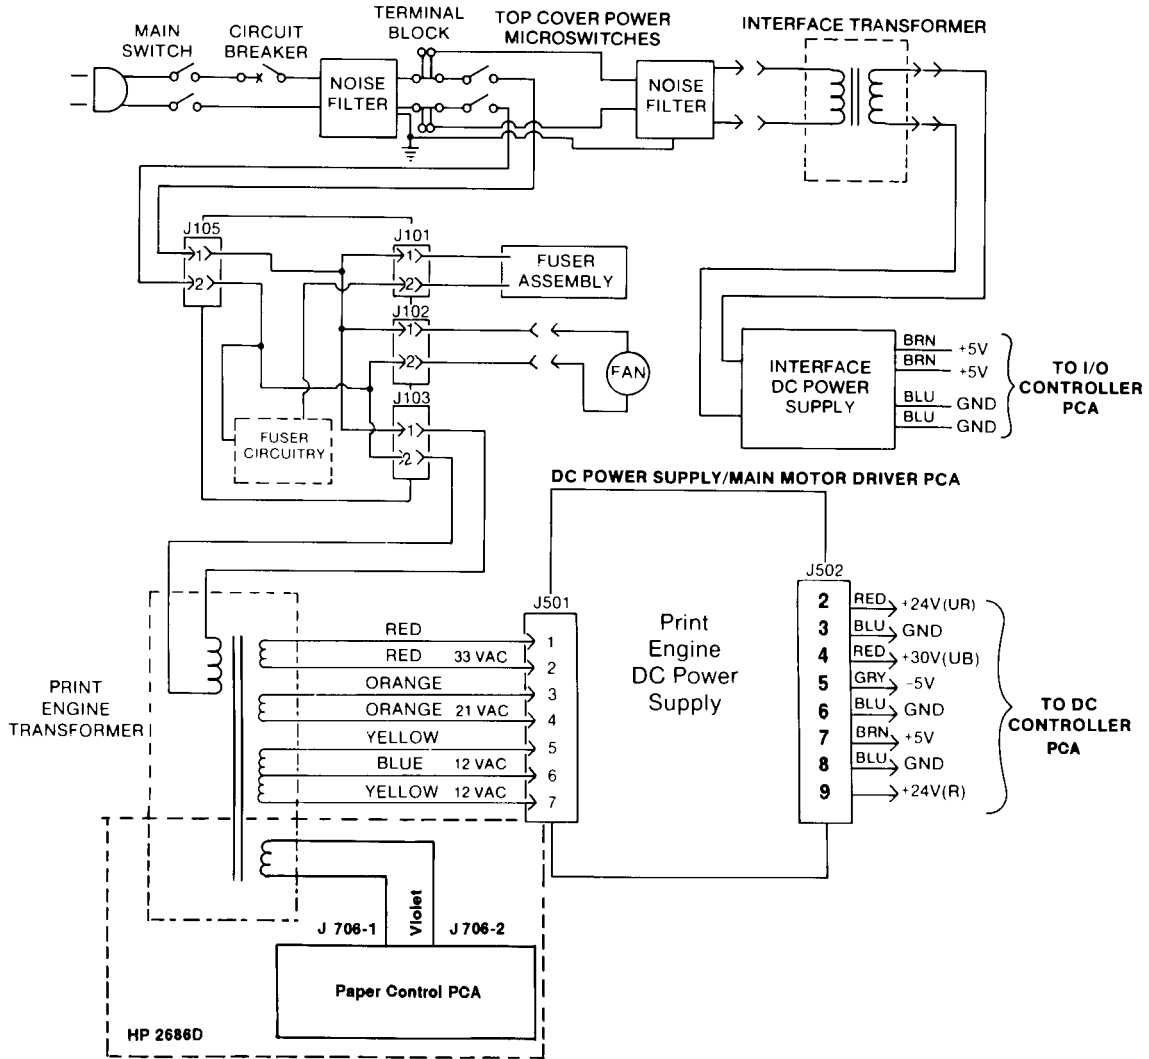 MAIN
SWITCH
CIRCUIT
BREAKER
TERMINAL
BLOCK
TOP COVER POWER
MICROSWITCHES
INTERFACE TRANSFORMER
NOISE
FILTER
NOISE
FILTER
J105
1
2
J101
1
2
FUSER
ASSEMBLY
J102
1
2
FAN
J103
1
2
FUSER
CIRCUITRY
INTERFACE
DC POWER
SUPPLY
BRN +5V
BRN +5V
BLU GND
BLU GND
TO I/O
CONTROLLER
PCA
DC POWER SUPPLY/MAIN MOTOR DRIVER PCA
PRINT
ENGINE
TRANSFORMER
J501
RED 1
RED 33 VAC 2
ORANGE 3
ORANGE 21 VAC 4
YELLOW 5
BLUE 12 VAC 6
YELLOW 12 VAC 7
Print
Engine
DC Power
Supply
J502
2 RED +24V(UR)
3 BLU GND
4 RED +30V(UB)
5 GRY -5V
6 BLU GND
7 BRN +5V
8 BLU GND
9 +24V(R)
TO DC
CONTROLLER
PCA
J 706-1
Violet
J 706-2
Paper Control PCA
HP 2686D